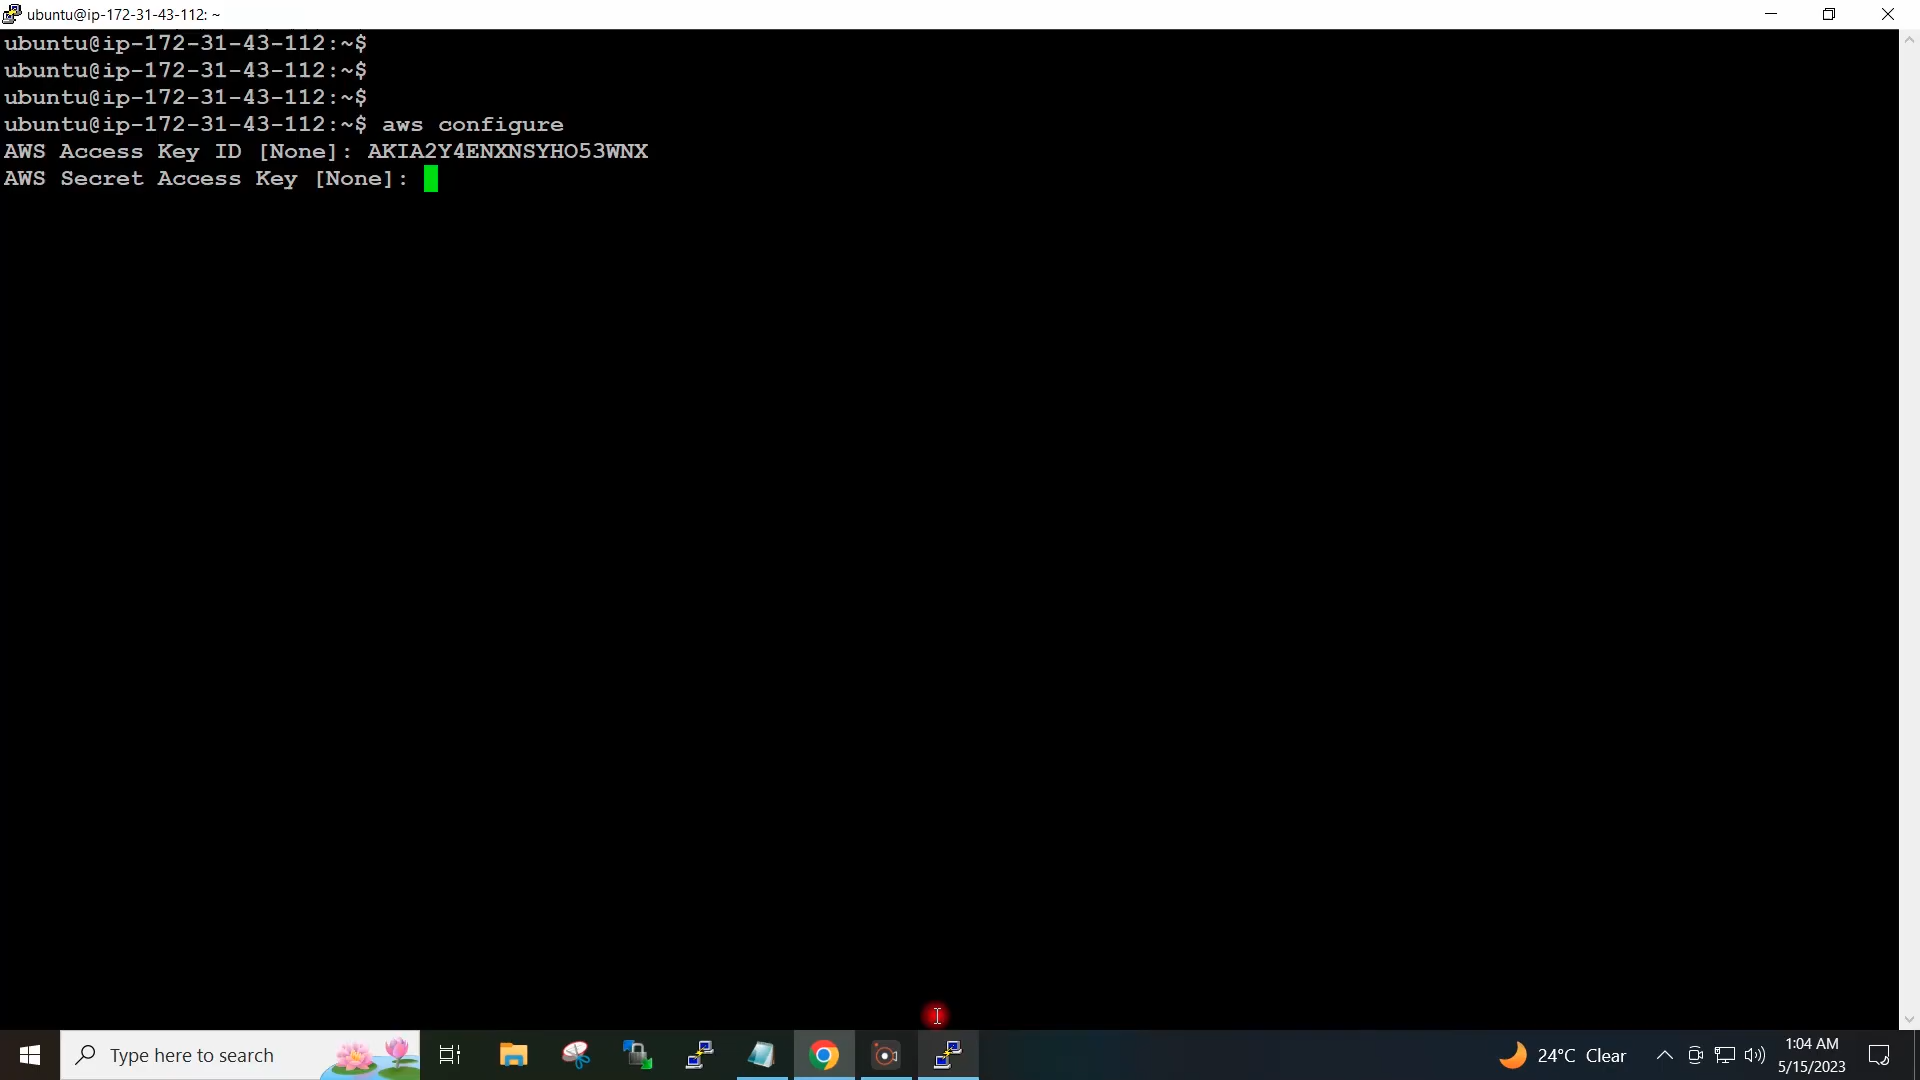 ubuntu@ip-172-31-43-112: ~
ubuntu@ip-172-31-43-112:~$
ubuntu@ip-172-31-43-112:~$
ubuntu@ip-172-31-43-112:~$
ubuntu@ip-172-31-43-112:~$ aws configure
AWS Access Key ID [None]: AKIA2Y4ENXNSYHO53WNX
AWS Secret Access Key [None]:
Type here to search
24°C Clear
1:04 AM
5/15/2023